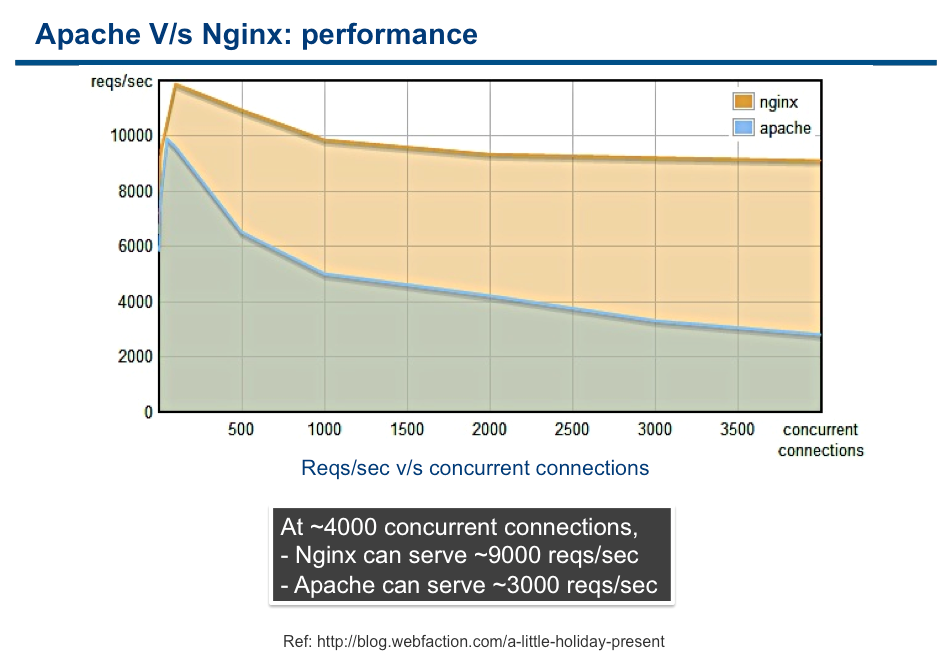 Apache V/s Nginx: performance
reqs/sec
nginx
apache
10000
8000
6000
4000
2000
0
500 1000 1500 2000 2500 3000 3500 concurrent
connections
Reqs/sec v/s concurrent connections
At ~4000 concurrent connections,
- Nginx can serve ~9000 reqs/sec
- Apache can serve ~3000 reqs/sec
Ref: http://blog.webfaction.com/a-little-holiday-present